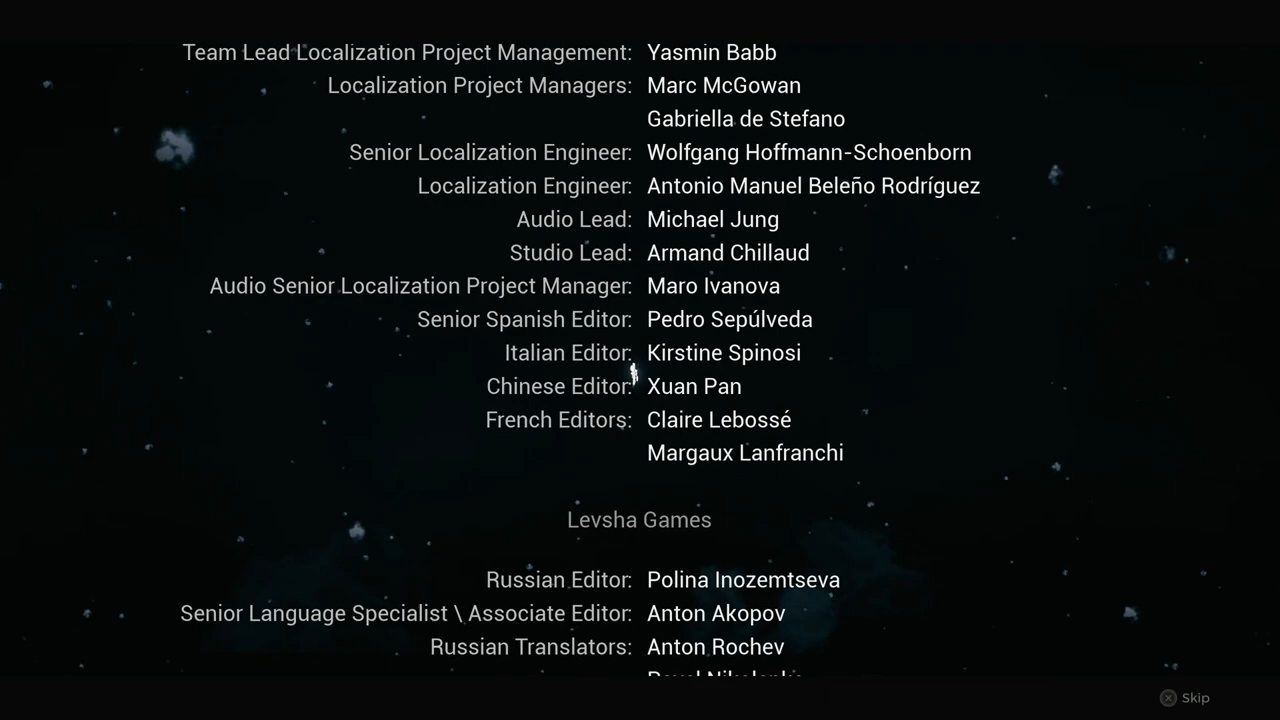 Team Lead Localization Project Management: Yasmin Babb
Localization Project Managers: Marc McGowan
Gabriella de Stefano
Senior Localization Engineer: Wolfgang Hoffmann-Schoenborn
Localization Engineer: Antonio Manuel Beleño Rodríguez
Audio Lead: Michael Jung
Studio Lead: Armand Chillaud
Audio Senior Localization Project Manager: Maro Ivanova
Senior Spanish Editor: Pedro Sepúlveda
Italian Editor: Kirstine Spinosi
Chinese Editor: Xuan Pan
French Editors: Claire Lebossé
Margaux Lanfranchi
Levsha Games
Russian Editor: Polina Inozemtseva
Senior Language Specialist \ Associate Editor: Anton Akopov
Russian Translators: Anton Rochev
Skip